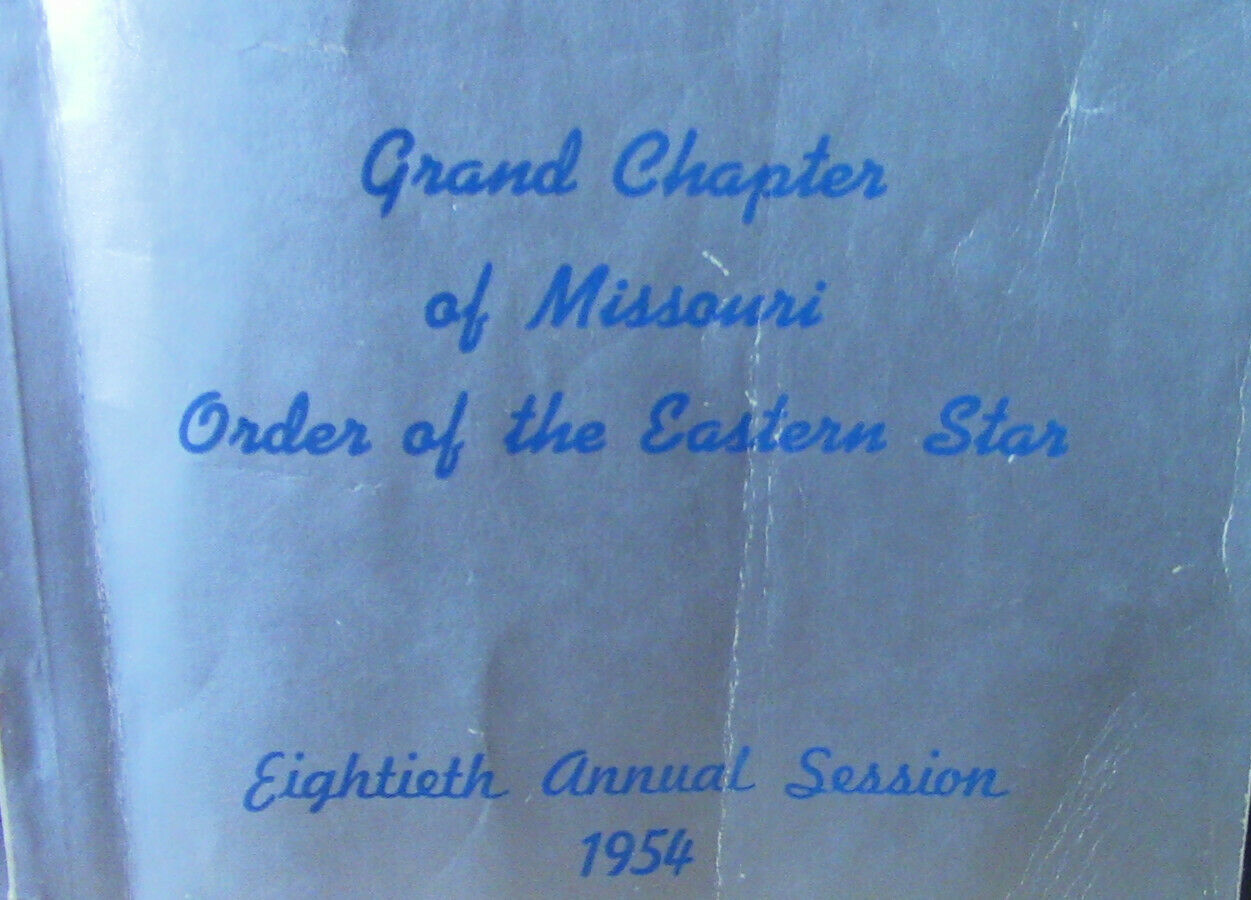 Grand Chapter
of Missouri
Order of the Eastern Star
Eightieth Annual Session
1954